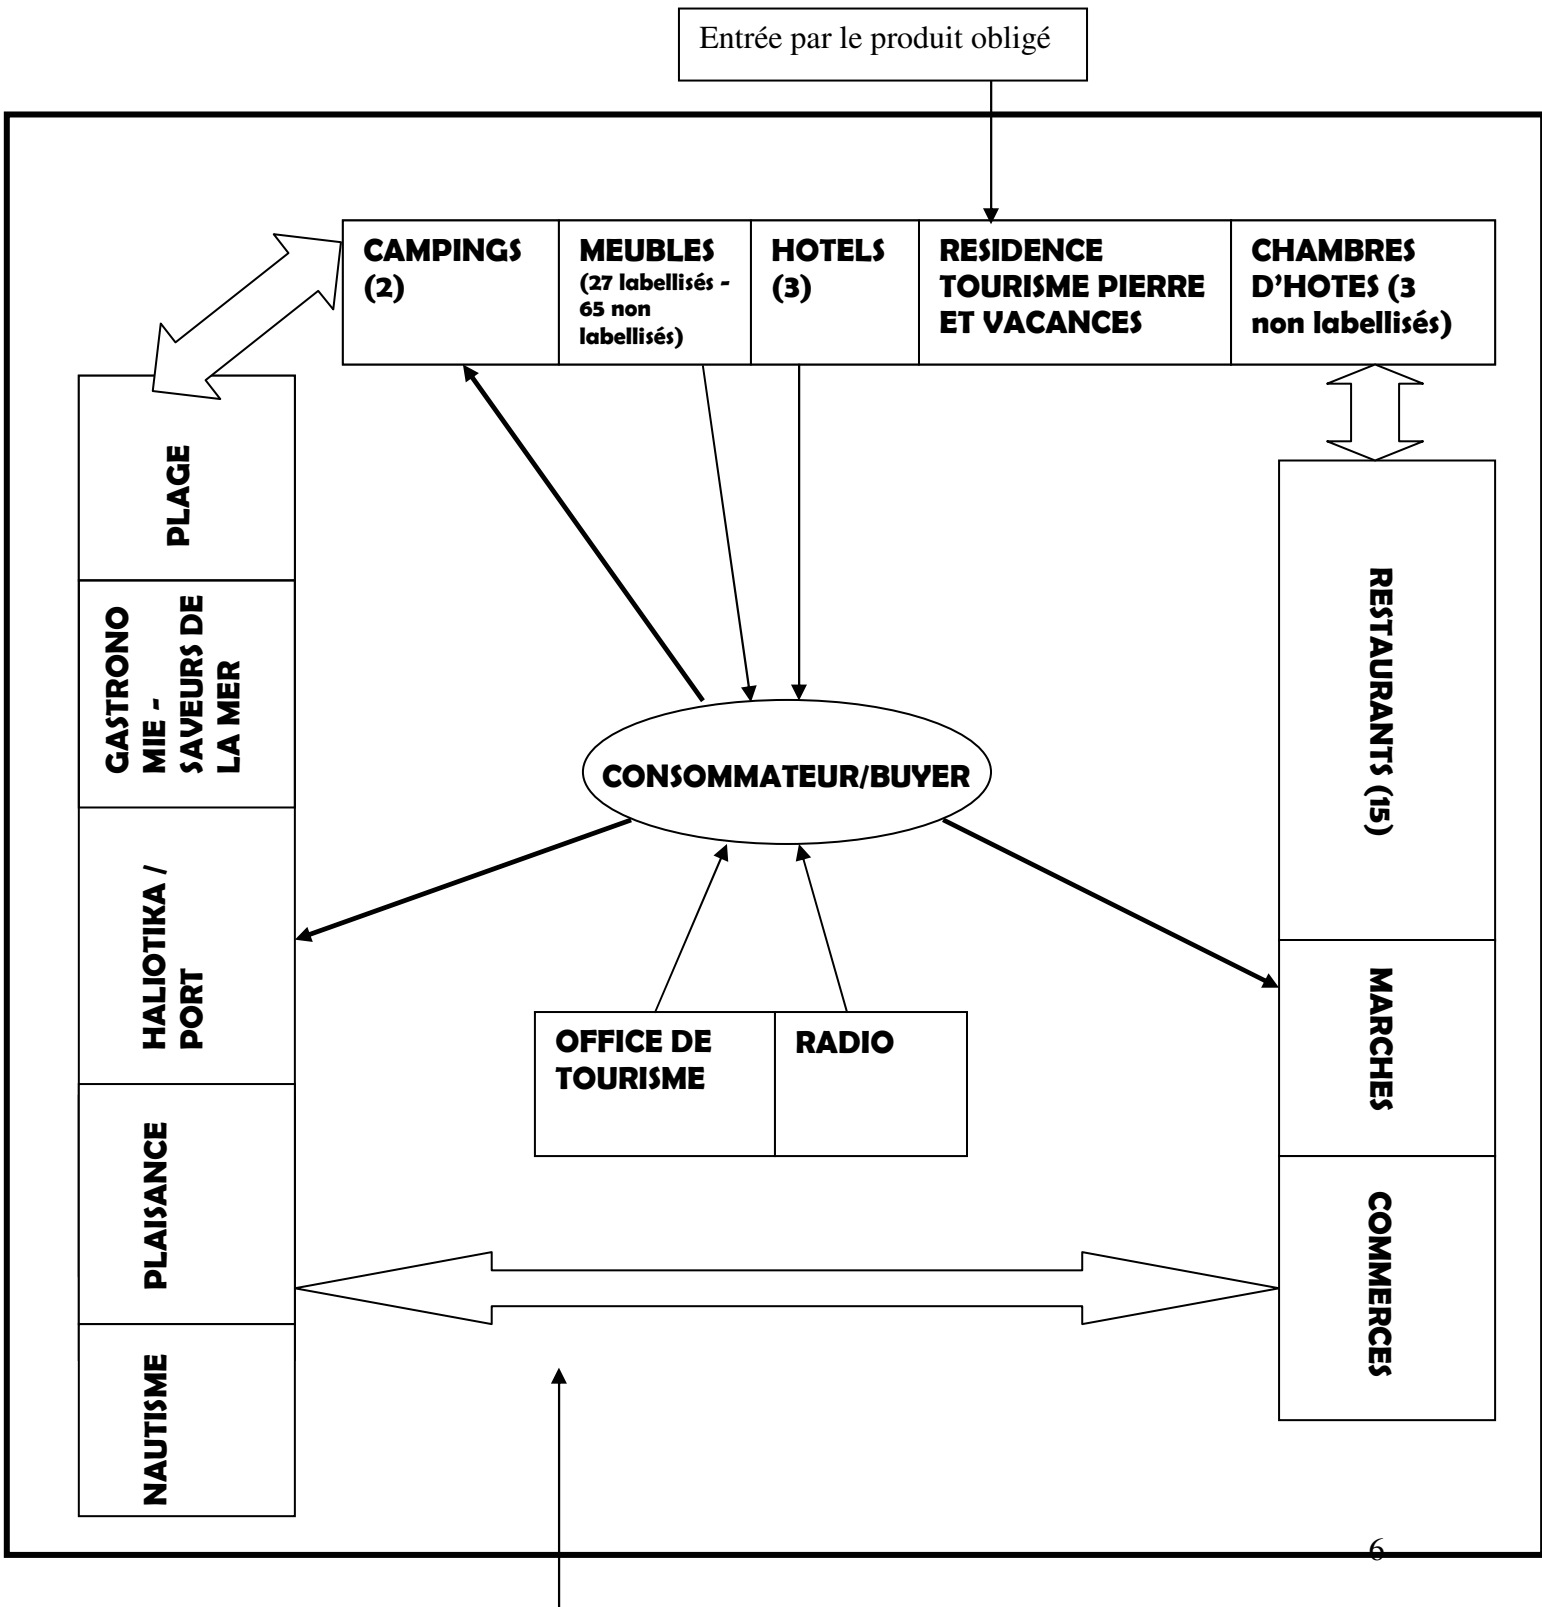 Entrée par le produit obligé
CAMPINGS
(2)
MEUBLES
(27 labellisés -
65 non
labellisés)
HOTELS
(3)
RESIDENCE
TOURISME PIERRE
ET VACANCES
CHAMBRES
D'HOTES (3
non labellisés)
PLAGE
GASTRONO
MIE -
SAVEURS DE
LA MER
HALIOTIKA /
PORT
PLAISANCE
NAUTISME
CONSOMMATEUR/BUYER
OFFICE DE
TOURISME
RADIO
RESTAURANTS (15)
MARCHES
COMMERCES
6